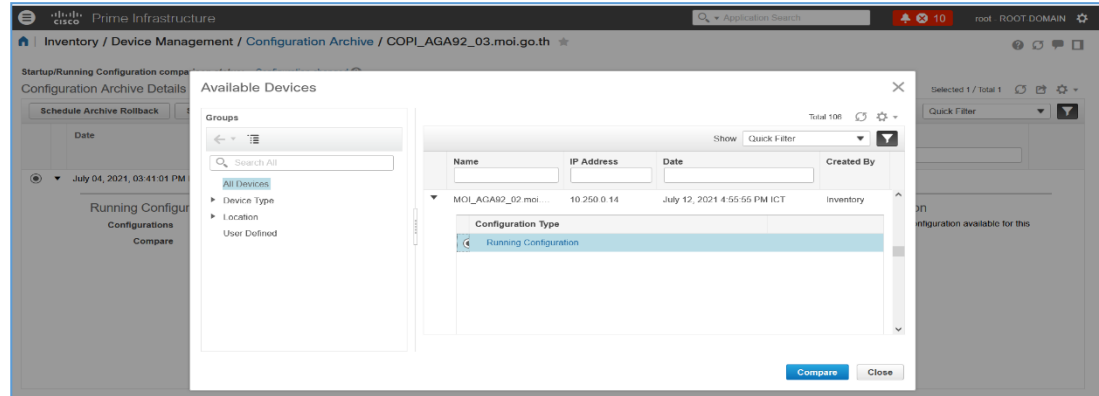 cisco Prime Infrastructure
Application Search
10
root - ROOT-DOMAIN
Inventory / Device Management / Configuration Archive / COPI_AGA92_03.moi.go.th
Startup/Running Configuration compa
Configuration Archive Details
Selected 1 / Total 1
Schedule Archive Rollback
Quick Filter
Date
July 04, 2021, 03:41:01 PM
Running Configur
Configurations
nfiguration available for this
Compare
Available Devices
Groups
Total 106
Show Quick Filter
Search All
Name IP Address Date Created By
All Devices
Device Type
Location
User Defined
MOI_AGA92_02.moi.... 10.250.0.14 July 12, 2021 4:55:55 PM ICT Inventory
Configuration Type
Running Configuration
Compare Close